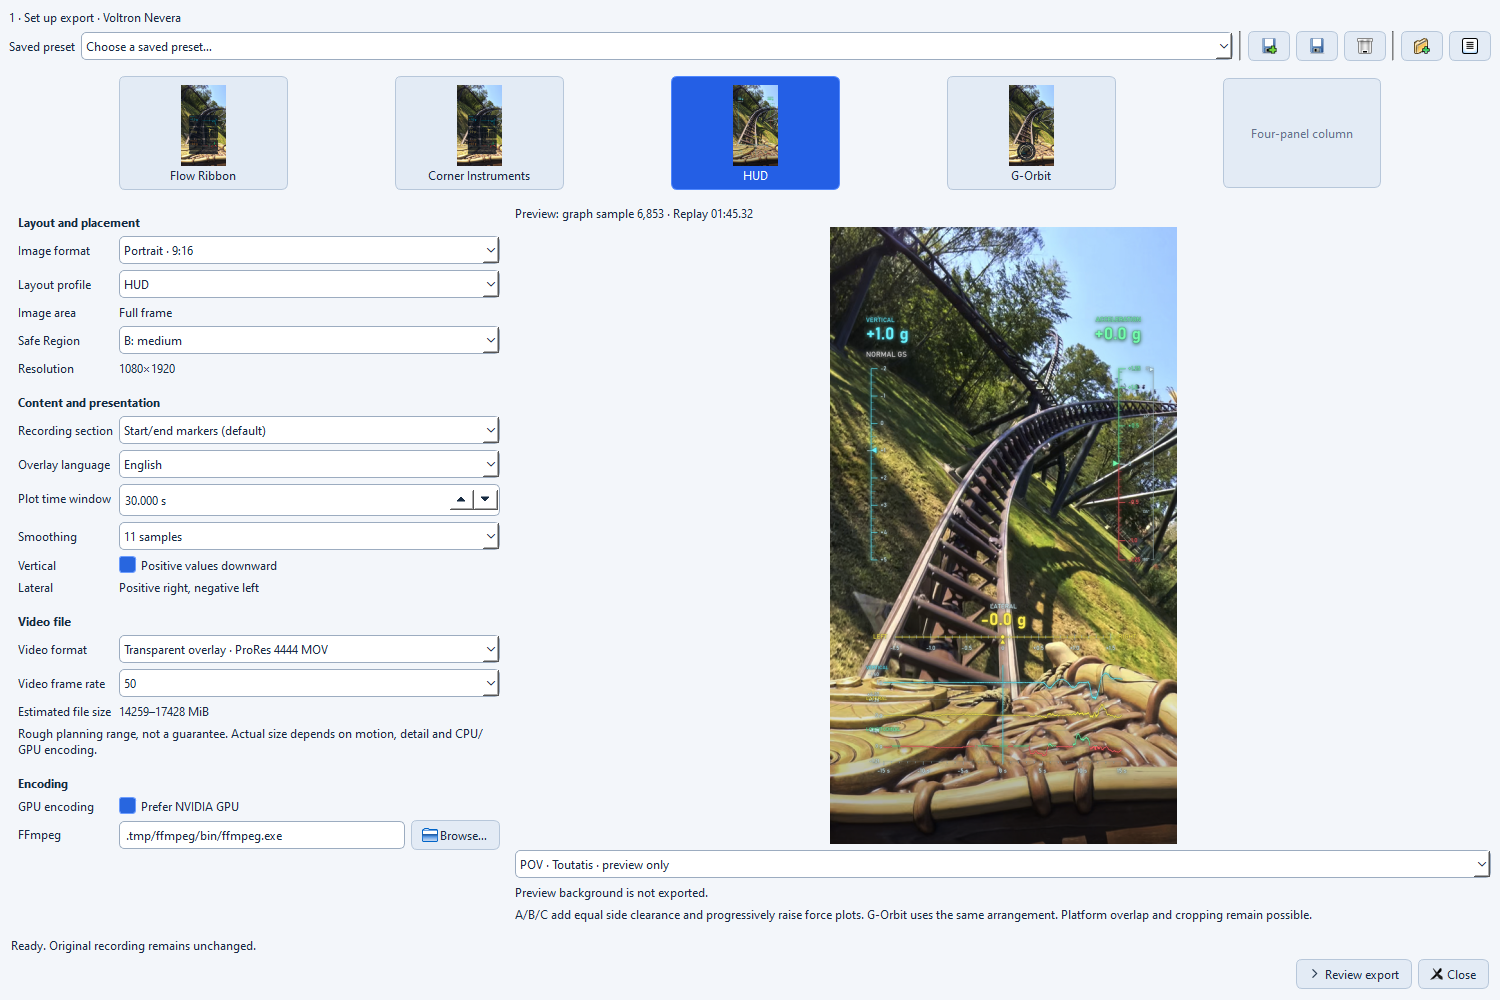 1 · Set up export · Voltron Nevera
Saved preset
Choose a saved preset...
Flow Ribbon
Corner Instruments
HUD
G-Orbit
Four-panel column
Layout and placement
Image format
Portrait · 9:16
Layout profile
HUD
Image area
Full frame
Safe Region
B: medium
Resolution
1080×1920
Content and presentation
Recording section
Start/end markers (default)
Overlay language
English
Plot time window
30.000 s
Smoothing
11 samples
Vertical
Positive values downward
Lateral
Positive right, negative left
Video file
Video format
Transparent overlay · ProRes 4444 MOV
Video frame rate
50
Estimated file size
14259–17428 MiB
Rough planning range, not a guarantee. Actual size depends on motion, detail and CPU/
GPU encoding.
Encoding
GPU encoding
Prefer NVIDIA GPU
FFmpeg
.tmp/ffmpeg/bin/ffmpeg.exe
Browse...
Preview: graph sample 6,853 · Replay 01:45.32
VERTICAL
+1.0 g
NORMAL GS
+0.0 g
LATERAL
-0.0 g
POV · Toutatis · preview only
Preview background is not exported.
A/B/C add equal side clearance and progressively raise force plots. G-Orbit uses the same arrangement. Platform overlap and cropping remain possible.
Ready. Original recording remains unchanged.
Review export
Close